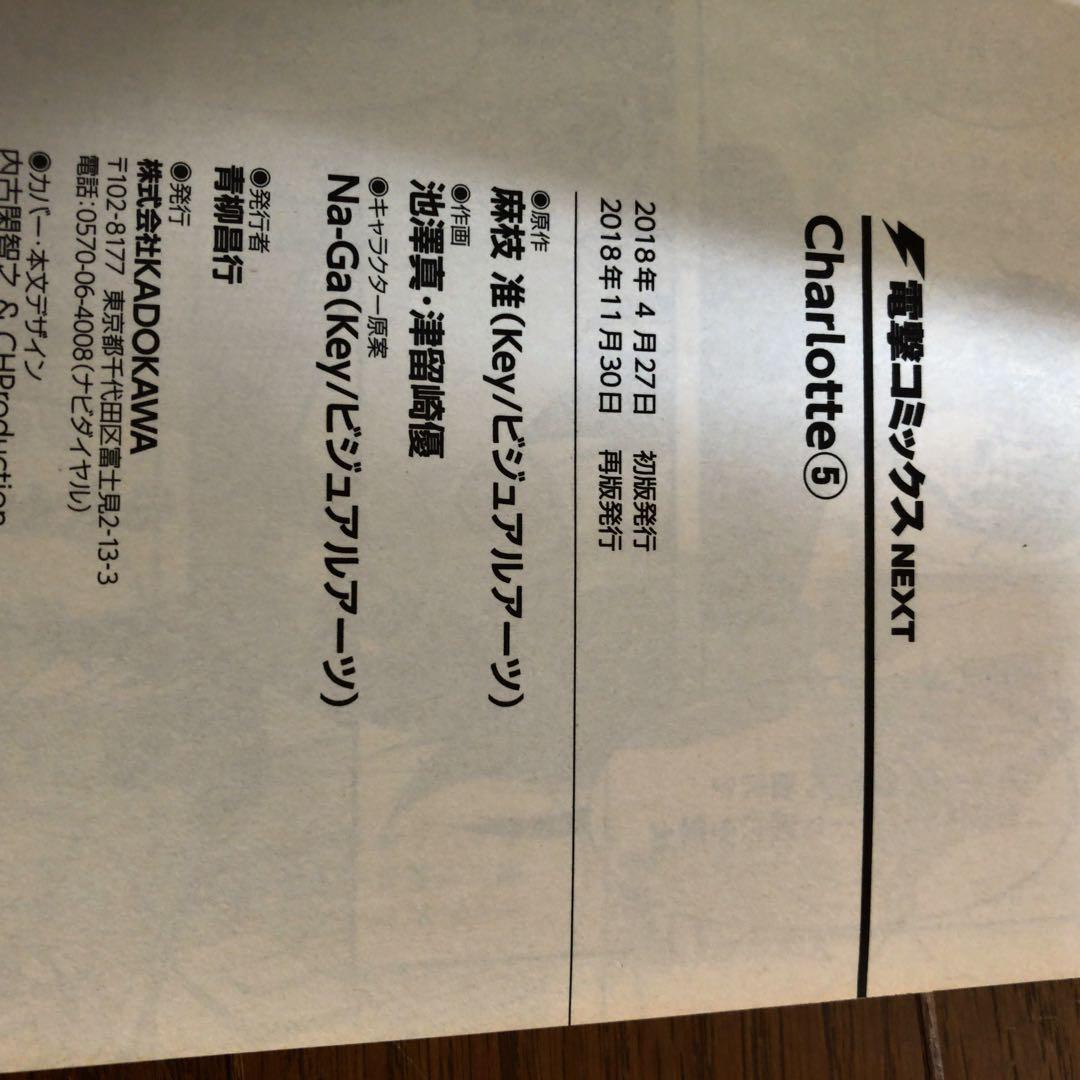 電撃コミックス NEXT
Charlotte⑤
2018年4月27日 初版発行
2018年11月30日 再版発行
●原作
麻枝 准(Key/ビジュアルアーツ)
●作画
池澤真・津留崎優
●キャラクター原案
Na-Ga(Key/ビジュアルアーツ)
●発行者
青柳昌行
●発行
株式会社KADOKAWA
〒102-8177 東京都千代田区富士見2-13-3
電話:0570-06-4008(ナビダイヤル)
●カバー・本文デザイン
内古閑智之 & CHProduction